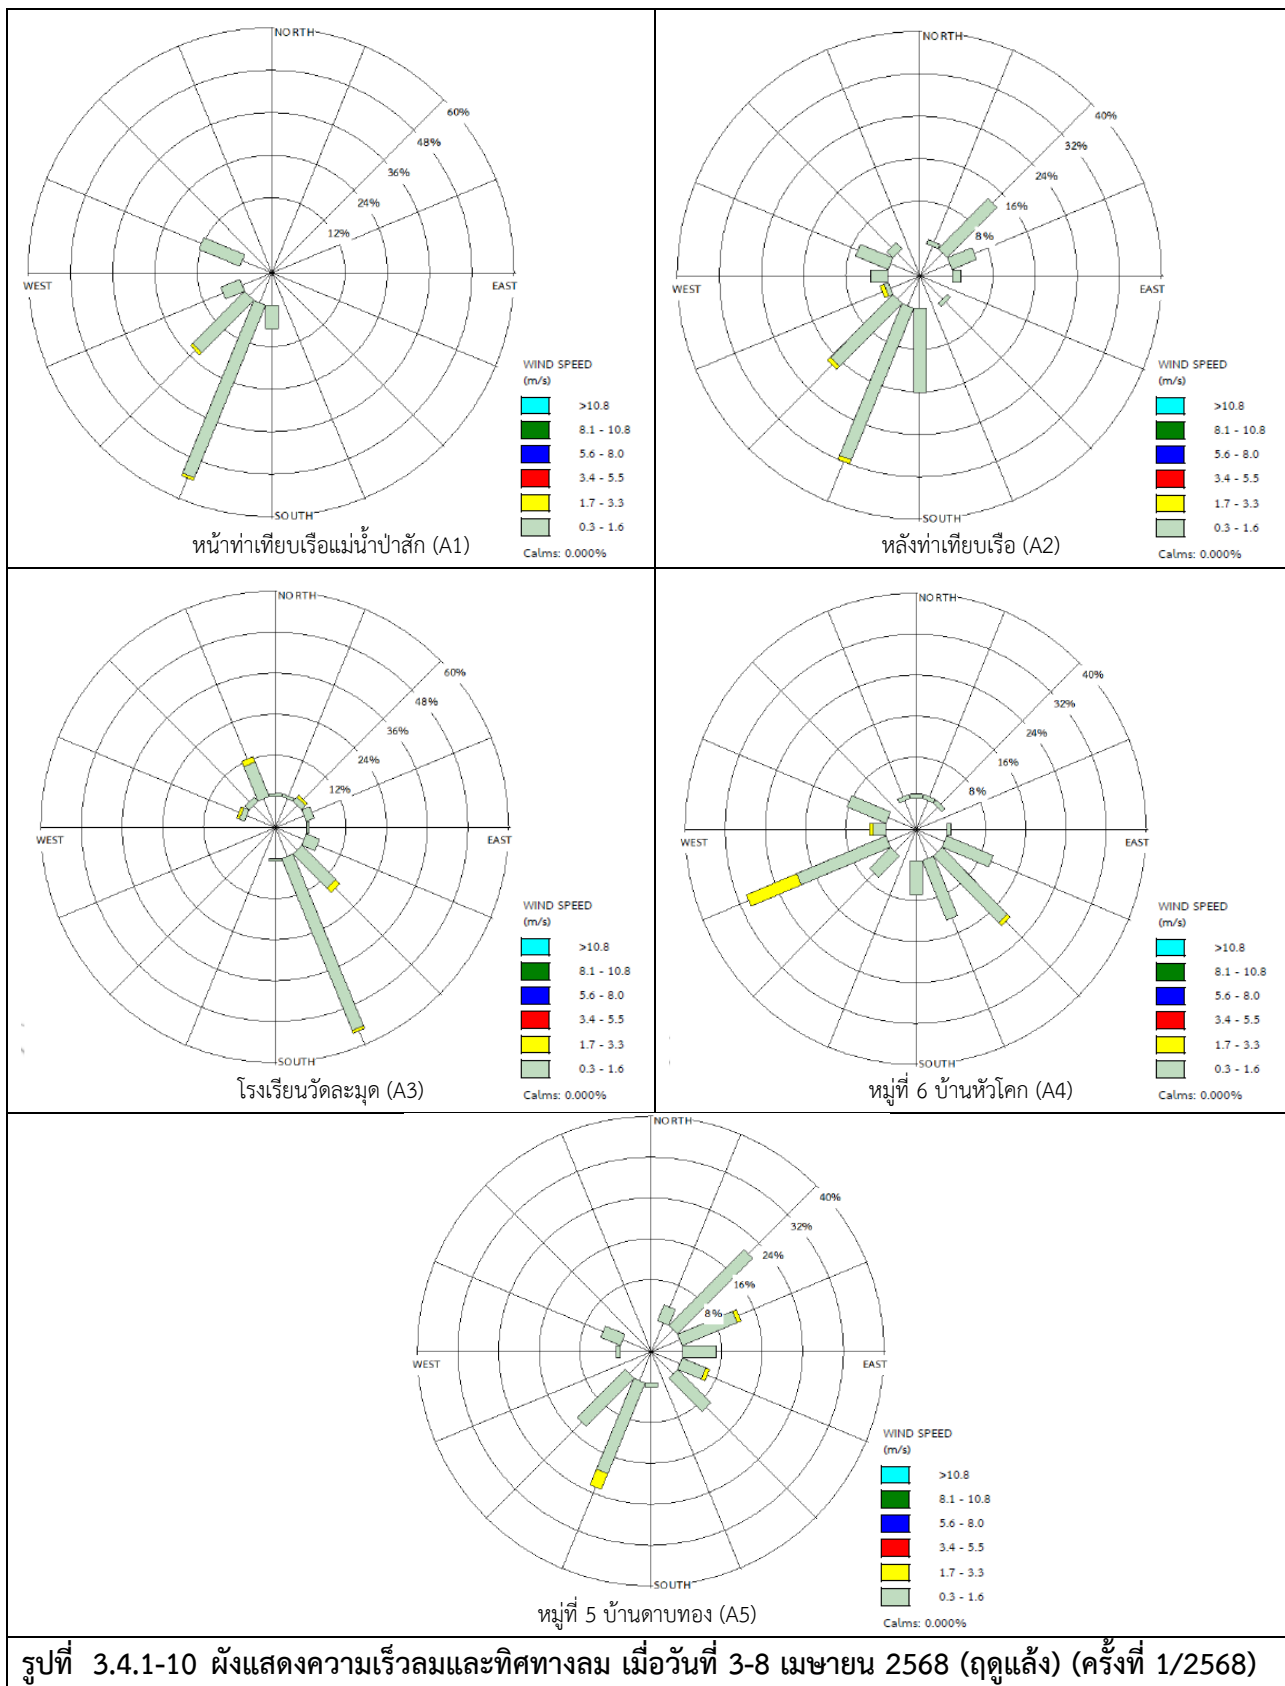 NORTH
60%
48%
36%
24%
12%
WEST
EAST
SOUTH
WIND SPEED
(m/s)
>10.8
8.1 - 10.8
5.6 - 8.0
3.4 - 5.5
1.7 - 3.3
0.3 - 1.6
Calms: 0.000%
หน้าท่าเทียบเรือแม่น้ำป่าสัก (A1)
NORTH
40%
32%
24%
16%
8%
WEST
EAST
SOUTH
WIND SPEED
(m/s)
>10.8
8.1 - 10.8
5.6 - 8.0
3.4 - 5.5
1.7 - 3.3
0.3 - 1.6
Calms: 0.000%
หลังท่าเทียบเรือ (A2)
NORTH
60%
48%
36%
24%
12%
WEST
EAST
SOUTH
WIND SPEED
(m/s)
>10.8
8.1 - 10.8
5.6 - 8.0
3.4 - 5.5
1.7 - 3.3
0.3 - 1.6
Calms: 0.000%
โรงเรียนวัดละมุด (A3)
NORTH
40%
32%
24%
16%
8%
WEST
EAST
SOUTH
WIND SPEED
(m/s)
>10.8
8.1 - 10.8
5.6 - 8.0
3.4 - 5.5
1.7 - 3.3
0.3 - 1.6
Calms: 0.000%
หมู่ที่ 6 บ้านหัวโคก (A4)
NORTH
40%
32%
24%
16%
8%
WEST
EAST
SOUTH
WIND SPEED
(m/s)
>10.8
8.1 - 10.8
5.6 - 8.0
3.4 - 5.5
1.7 - 3.3
0.3 - 1.6
Calms: 0.000%
หมู่ที่ 5 บ้านดาบทอง (A5)
รูปที่ 3.4.1-10 ผังแสดงความเร็วลมและทิศทางลม เมื่อวันที่ 3-8 เมษายน 2568 (ฤดูแล้ง) (ครั้งที่ 1/2568)